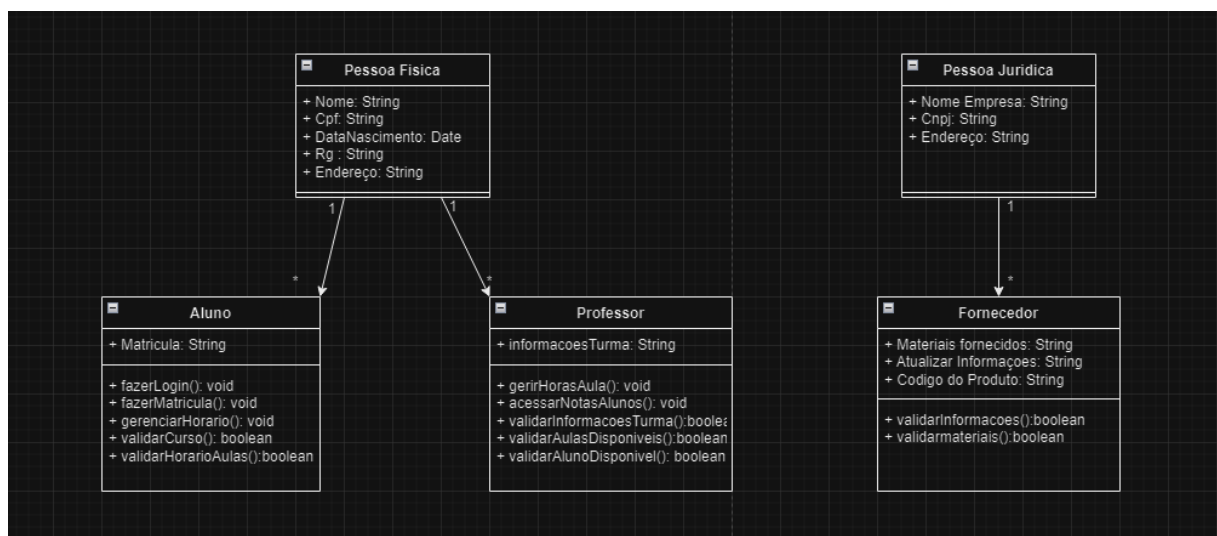 Pessoa Fisica
+ Nome: String
+ Cpf: String
+ DataNascimento: Date
+ Rg : String
+ Endereço: String
1
1
*
*
Pessoa Juridica
+ Nome Empresa: String
+ Cnpj: String
+ Endereço: String
1
*
Aluno
+ Matricula: String
+ fazerLogin(): void
+ fazerMatricula(): void
+ gerenciarHorario(): void
+ validarCurso(): boolean
+ validarHorarioAulas():boolean
Professor
+ informacoesTurma: String
+ gerirHorasAula(): void
+ acessarNotasAlunos(): void
+ validarInformacoesTurma():boolea
+ validarAulasDisponiveis():boolean
+ validarAlunoDisponivel(): boolean
Fornecedor
+ Materiais fornecidos: String
+ Atualizar Informaçoes: String
+ Codigo do Produto: String
+ validarInformacoes():boolean
+ validarmateriais():boolean